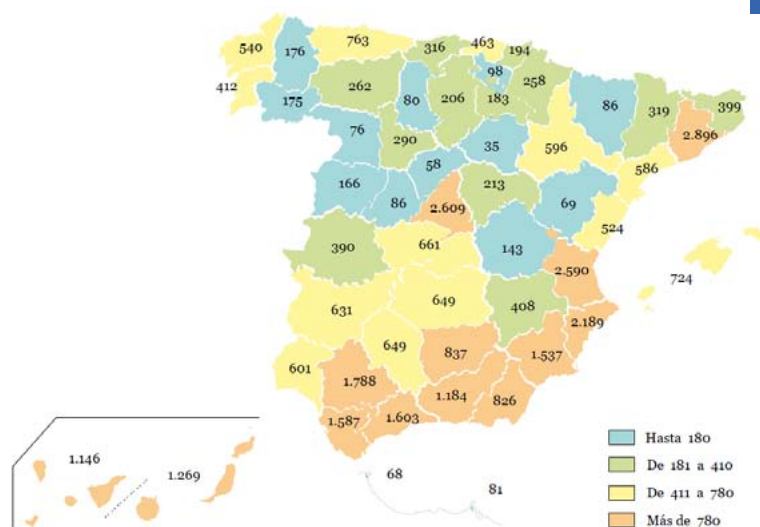 540 176 763 316 463 194
412 175 262 80 206 98 183 258 86 319 399
2.896
76 290 35 596 586
58
166 86 2.609 213 69 524
390 661 143 2.590 724
631 649 408 2.189
601 649 837 1.537
1.788 1.184 826
1.587 1.603
1.146 1.269 68 81
Hasta 180
De 181 a 410
De 411 a 780
Más de 780